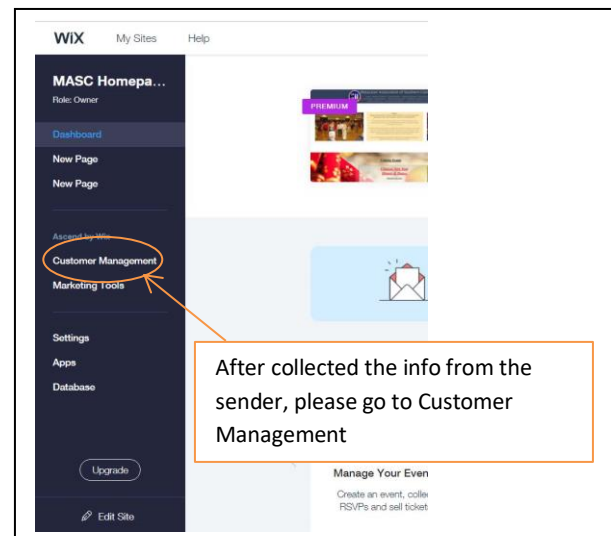 WiX My Sites Help
MASC Homepa...
Role: Owner
PREMIUM
Dashboard
New Page
New Page
Ascend by Wix
Customer Management
Marketing Tools
Settings
Apps
Database
After collected the info from the
sender, please go to Customer
Management
Upgrade
Manage Your Even
Create an event, collec
RSVPs and sell ticket
Edit Site